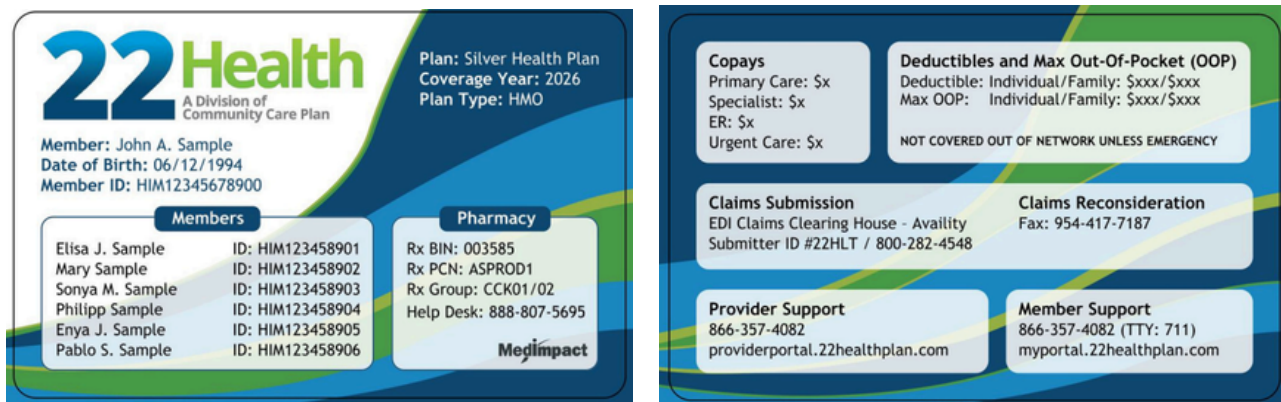 22 Health
A Division of
Community Care Plan
Plan: Silver Health Plan
Coverage Year: 2026
Plan Type: HMO
Member: John A. Sample
Date of Birth: 06/12/1994
Member ID: HIM12345678900
Members
Elisa J. Sample ID: HIM123458901
Mary Sample ID: HIM123458902
Sonya M. Sample ID: HIM123458903
Philipp Sample ID: HIM123458904
Enya J. Sample ID: HIM123458905
Pablo S. Sample ID: HIM123458906
Pharmacy
Rx BIN: 003585
Rx PCN: ASPROD1
Rx Group: CCK01/02
Help Desk: 888-807-5695
Medimpact
Copays
Primary Care: $x
Specialist: $x
ER: $x
Urgent Care: $x
Deductibles and Max Out-Of-Pocket (OOP)
Deductible: Individual/Family: $xxx/$xxx
Max OOP: Individual/Family: $xxx/$xxx
NOT COVERED OUT OF NETWORK UNLESS EMERGENCY
Claims Submission
EDI Claims Clearing House – Availity
Submitter ID #22HLT / 800-282-4548
Claims Reconsideration
Fax: 954-417-7187
Provider Support
866-357-4082
providerportal.22healthplan.com
Member Support
866-357-4082 (TTY: 711)
myportal.22healthplan.com